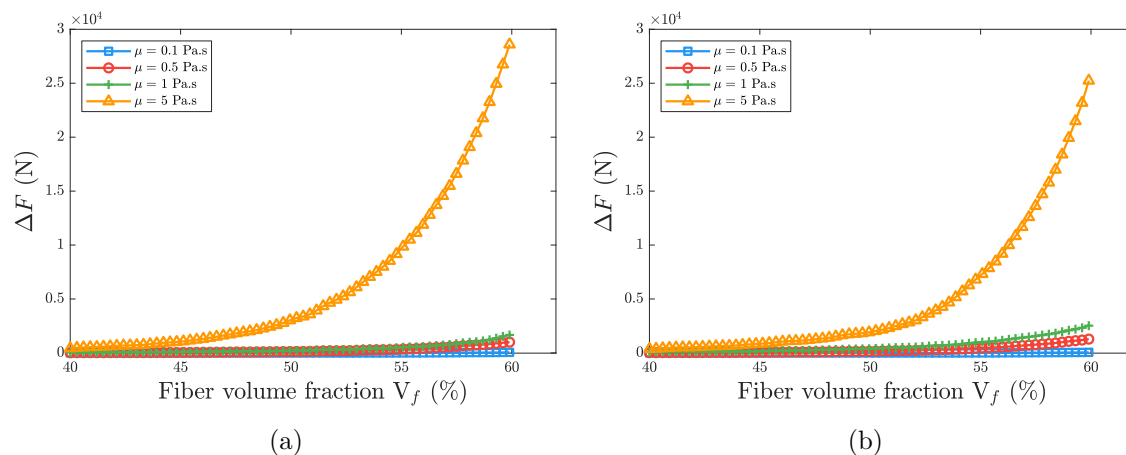 ×10⁴
3
2.5
2
1.5
1
0.5
0
ΔF (N)
μ = 0.1 Pa.s
μ = 0.5 Pa.s
μ = 1 Pa.s
μ = 5 Pa.s
40 45 50 55 60
Fiber volume fraction V_f (%)
(a)
×10⁴
3
2.5
2
1.5
1
0.5
0
ΔF (N)
μ = 0.1 Pa.s
μ = 0.5 Pa.s
μ = 1 Pa.s
μ = 5 Pa.s
40 45 50 55 60
Fiber volume fraction V_f (%)
(b)